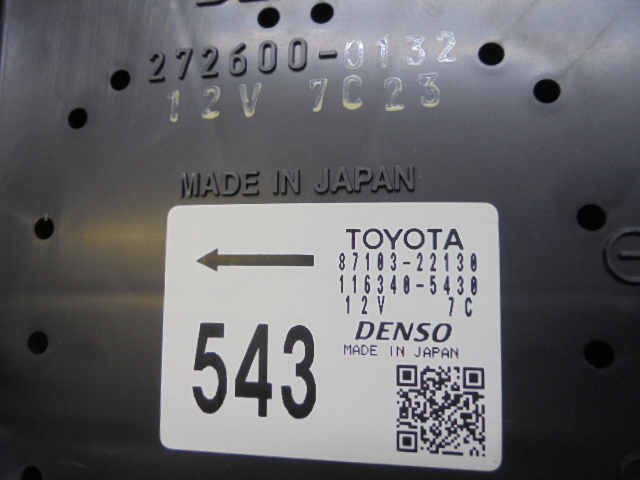 272600-0132
12V 7C23
MADE IN JAPAN
TOYOTA
87103-22130
116340-5430
12V 7C
DENSO
MADE IN JAPAN
543